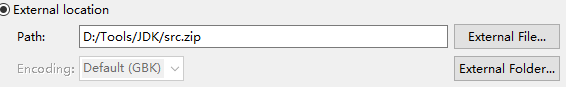 External location
Path: D:/Tools/JDK/src.zip External File...
Encoding: Default (GBK) External Folder...